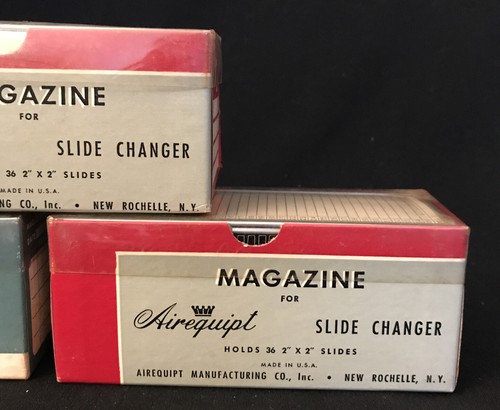 GAZINE
FOR
SLIDE CHANGER
36 2" X 2" SLIDES
MADE IN U.S.A.
NG CO., Inc. • NEW ROCHELLE, N.Y.
MAGAZINE
FOR
Airequipt SLIDE CHANGER
HOLDS 36 2" X 2" SLIDES
MADE IN U.S.A.
AIREQUIPT MANUFACTURING CO., Inc. • NEW ROCHELLE, N.Y.